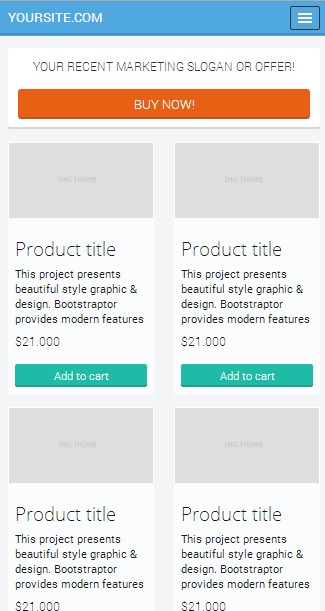 YOURSITE.COM
YOUR RECENT MARKETING SLOGAN OR OFFER!
BUY NOW!
IMG THUMB
Product title
This project presents
beautiful style graphic &
design. Bootstraptor
provides modern features
$21.000
Add to cart
IMG THUMB
Product title
This project presents
beautiful style graphic &
design. Bootstraptor
provides modern features
$21.000
Add to cart
IMG THUMB
Product title
This project presents
beautiful style graphic &
design. Bootstraptor
provides modern features
$21.000
IMG THUMB
Product title
This project presents
beautiful style graphic &
design. Bootstraptor
provides modern features
$21.000